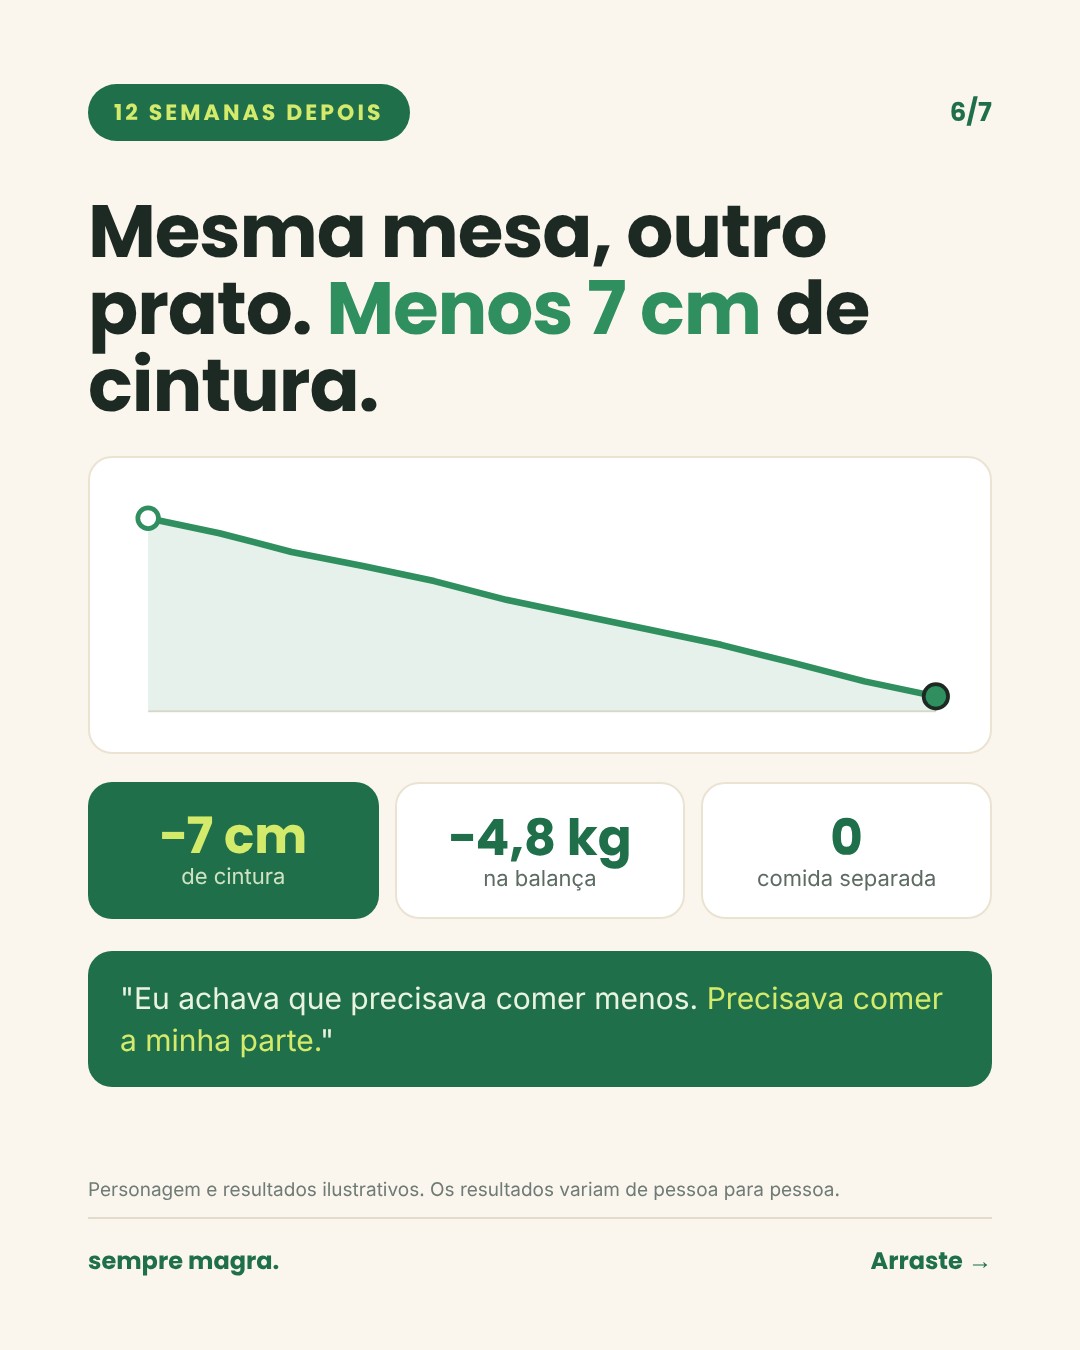 12 SEMANAS DEPOIS
6/7
Mesma mesa, outro
prato. Menos 7 cm de
cintura.
−7 cm
de cintura
−4,8 kg
na balança
0
comida separada
"Eu achava que precisava comer menos. Precisava comer
a minha parte."
Personagem e resultados ilustrativos. Os resultados variam de pessoa para pessoa.
sempre magra.
Arraste →